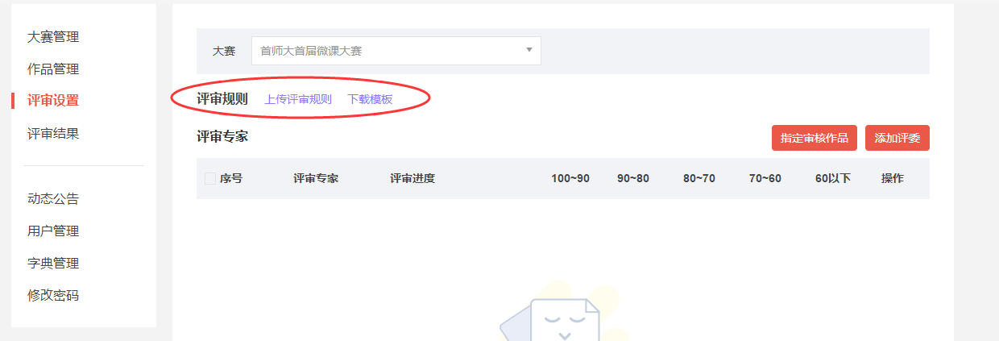 大赛管理
作品管理
评审设置
评审结果
动态公告
用户管理
字典管理
修改密码
大赛 首师大首届微课大赛
评审规则 上传评审规则 下载模板
评审专家 指定审核作品 添加评委
序号 评审专家 评审进度 100~90 90~80 80~70 70~60 60以下 操作